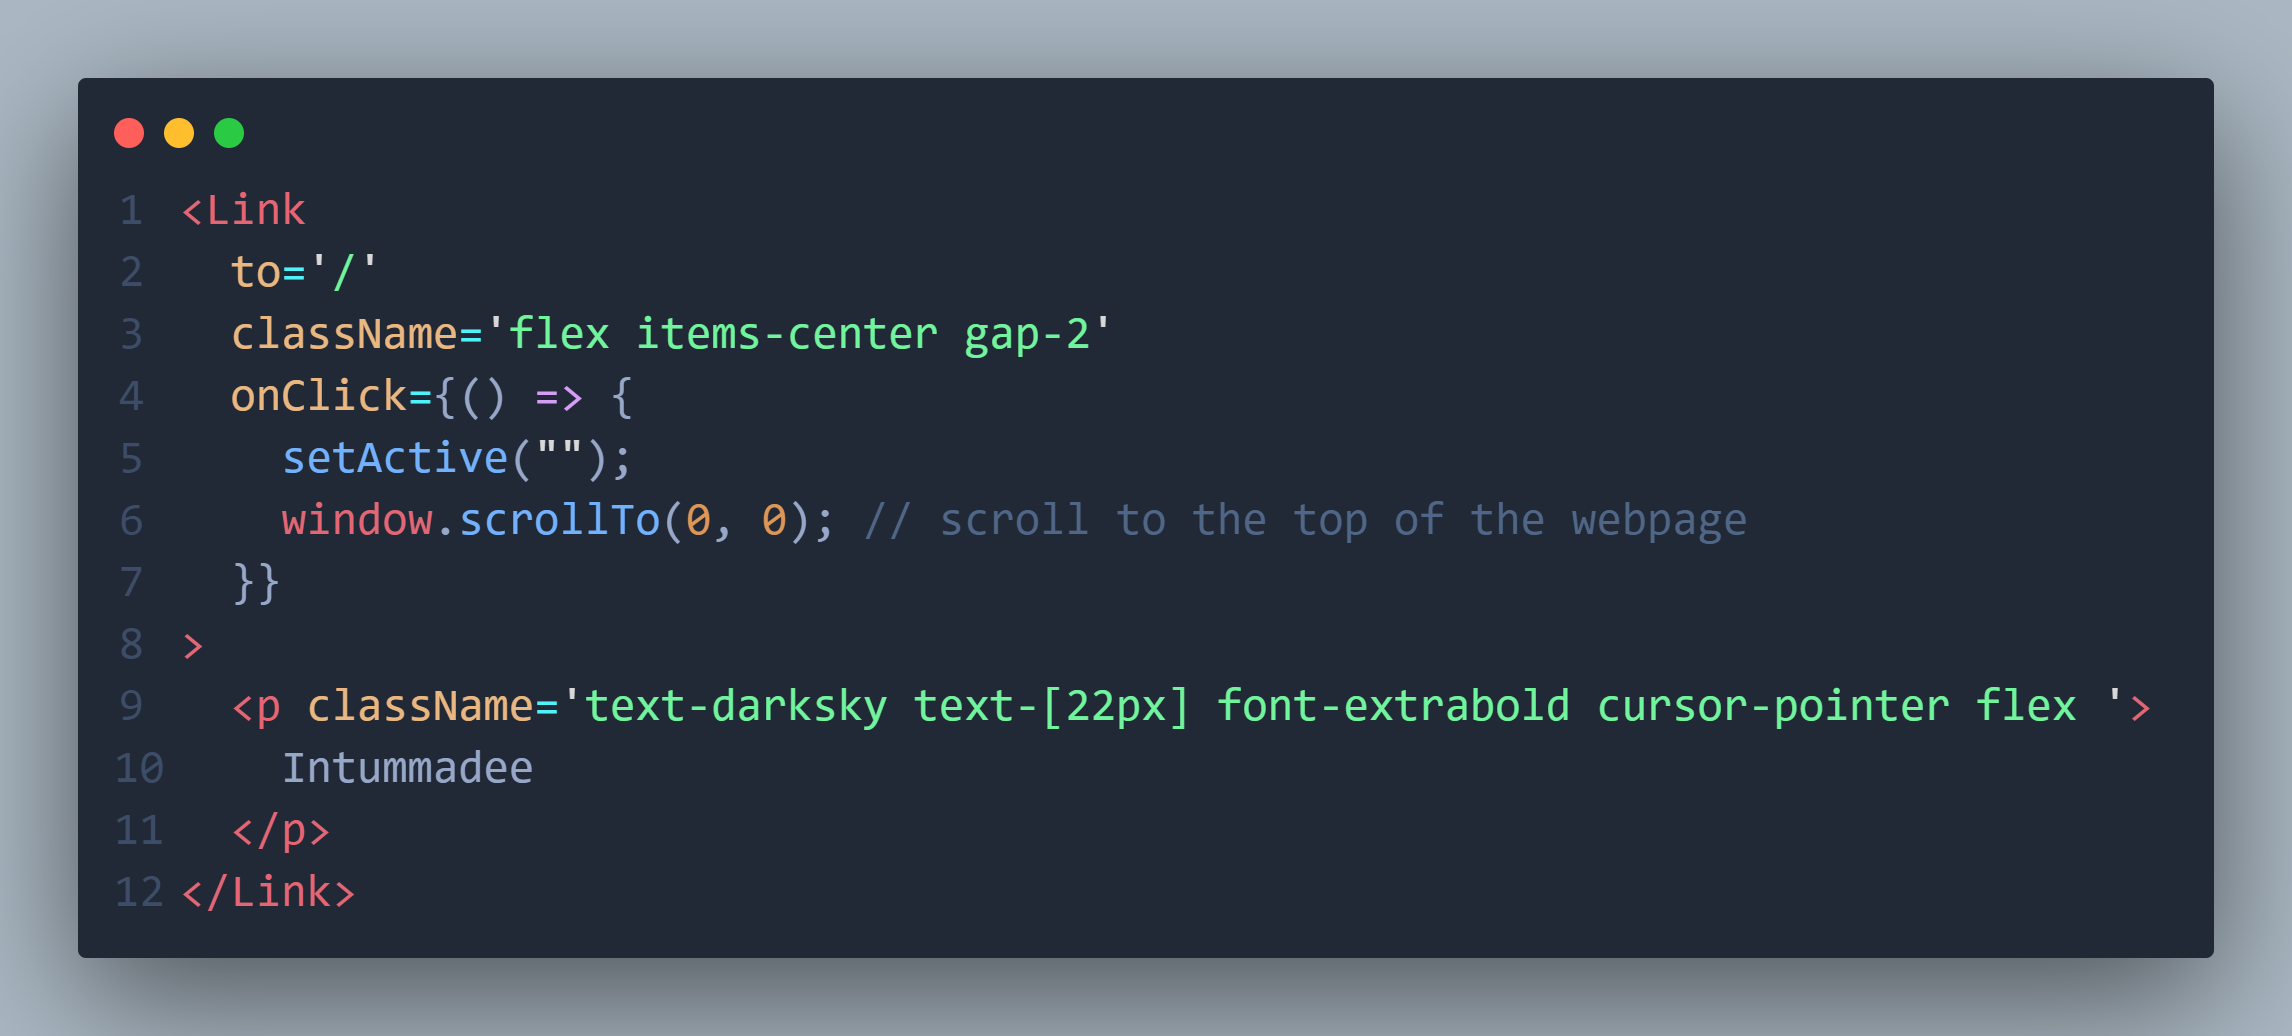 1 <Link
2   to='/'
3   className='flex items-center gap-2'
4   onClick={() => {
5     setActive("");
6     window.scrollTo(0, 0); // scroll to the top of the webpage
7   }}
8 >
9   <p className='text-darksky text-[22px] font-extrabold cursor-pointer flex '>
10     Intummadee
11   </p>
12 </Link>